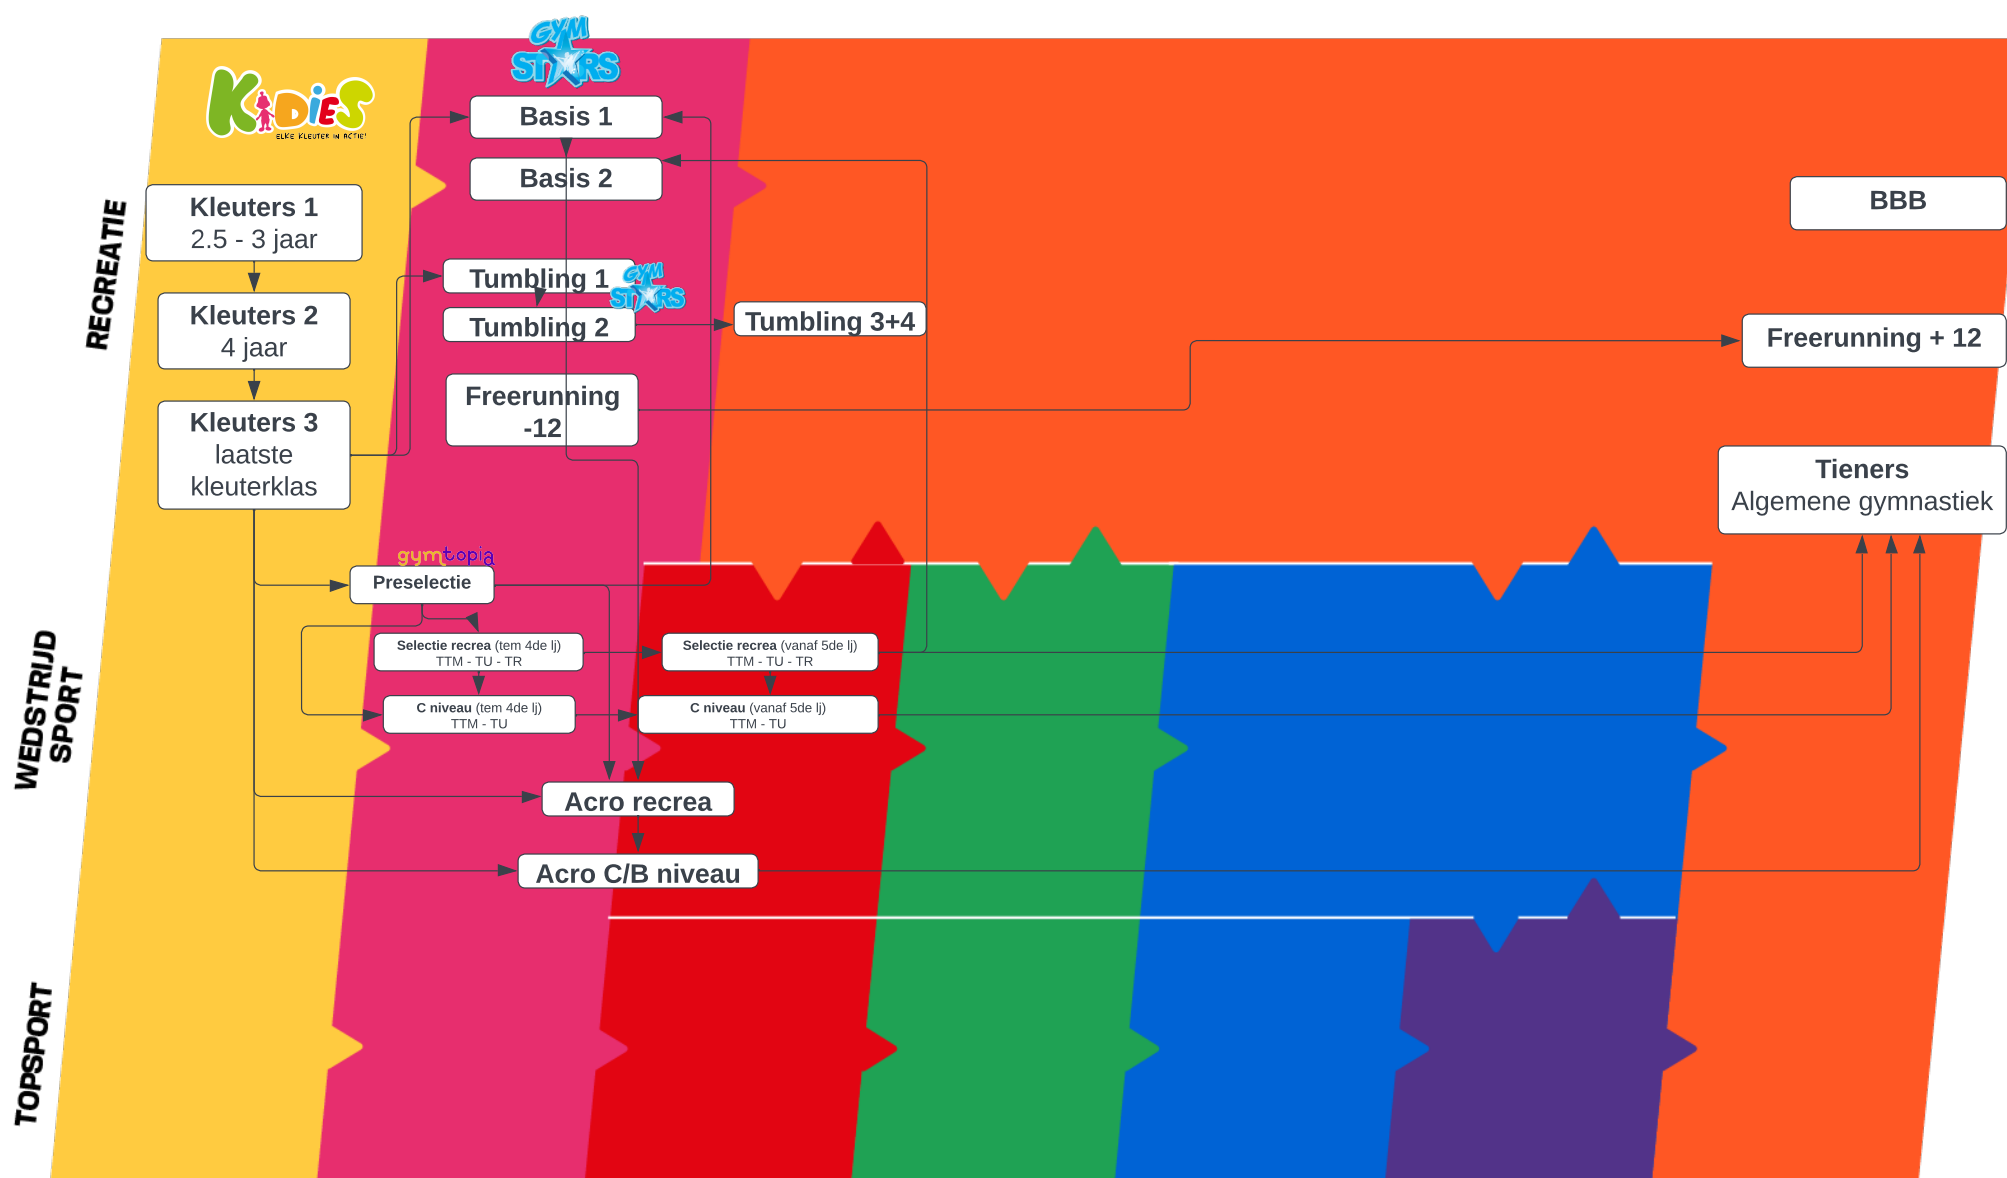 GYM
STARS
KiDiES
ELKE KLEUTER IN ACTIE!
Basis 1
Basis 2
RECREATIE
Kleuters 1
2.5 - 3 jaar
BBB
Tumbling 1
GYM
STARS
Kleuters 2
4 jaar
Tumbling 2
Tumbling 3+4
Freerunning + 12
Freerunning
-12
Kleuters 3
laatste
kleuterklas
Tieners
Algemene gymnastiek
gymtopia
Preselectie
WEDSTRIJD
SPORT
Selectie recrea (tem 4de lj)
TTM - TU - TR
Selectie recrea (vanaf 5de lj)
TTM - TU - TR
C niveau (tem 4de lj)
TTM - TU
C niveau (vanaf 5de lj)
TTM - TU
Acro recrea
Acro C/B niveau
TOPSPORT